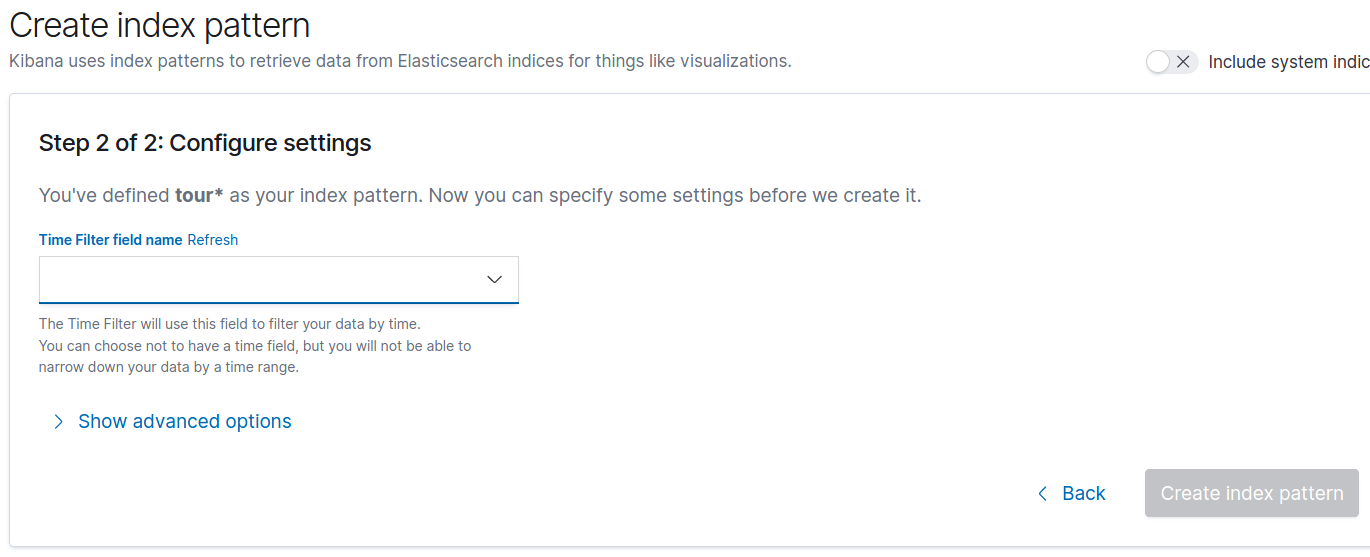 Create index pattern
Kibana uses index patterns to retrieve data from Elasticsearch indices for things like visualizations.
Include system indic
Step 2 of 2: Configure settings
You've defined tour* as your index pattern. Now you can specify some settings before we create it.
Time Filter field name Refresh
The Time Filter will use this field to filter your data by time.
You can choose not to have a time field, but you will not be able to
narrow down your data by a time range.
Show advanced options
Back
Create index pattern